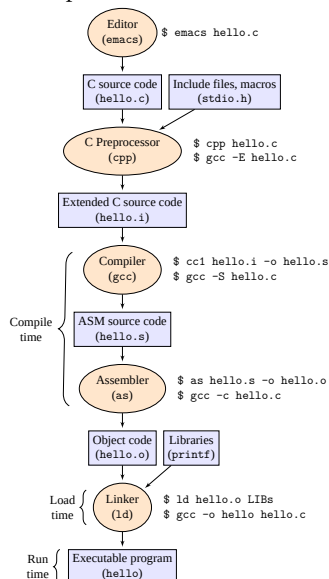 Editor
(emacs)
$ emacs hello.c
C source code
(hello.c)
Include files, macros
(stdio.h)
C Preprocessor
(cpp)
$ cpp hello.c
$ gcc -E hello.c
Extended C source code
(hello.i)
Compiler
(gcc)
$ cc1 hello.i -o hello.s
$ gcc -S hello.c
Compile
time
ASM source code
(hello.s)
Assembler
(as)
$ as hello.s -o hello.o
$ gcc -c hello.c
Object code
(hello.o)
Libraries
(printf)
Load
time
Linker
(ld)
$ ld hello.o LIBs
$ gcc -o hello hello.c
Run
time
Executable program
(hello)